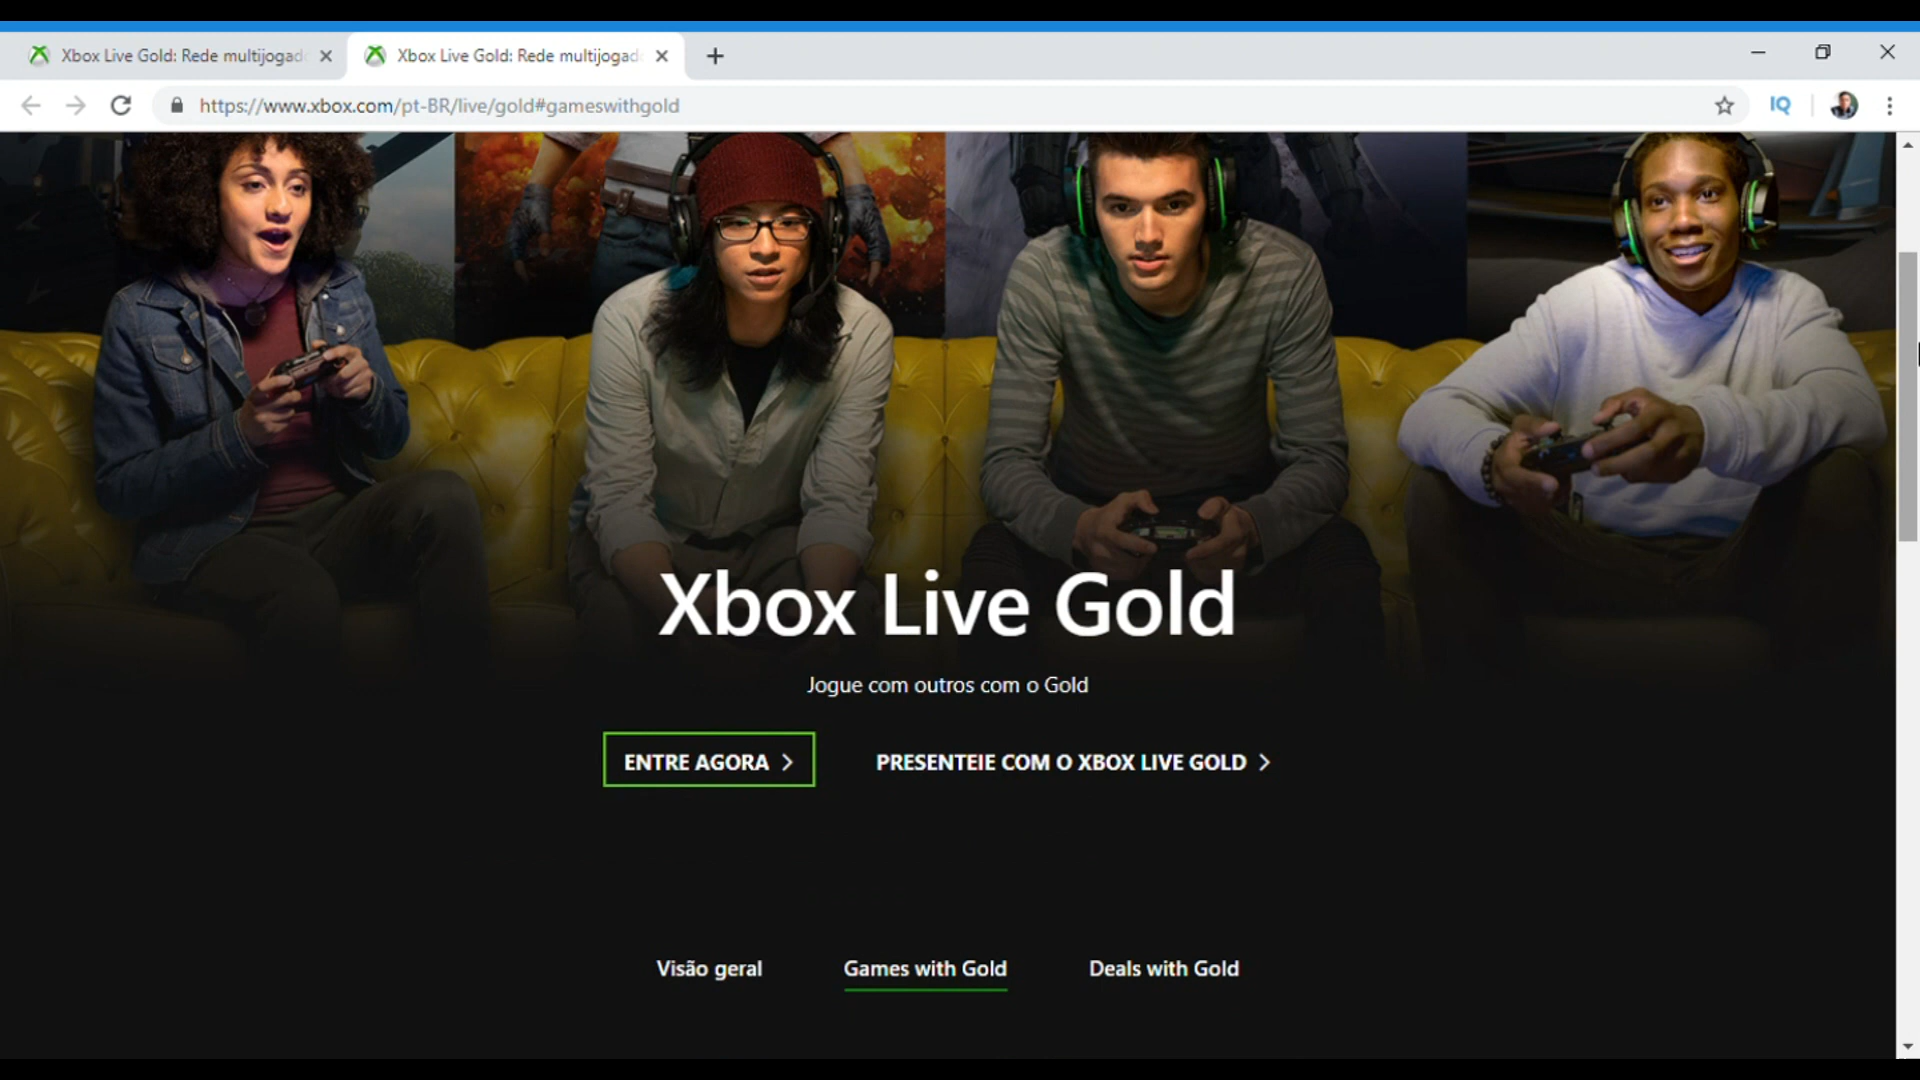 Xbox Live Gold: Rede multijogad
Xbox Live Gold: Rede multijogad
https://www.xbox.com/pt-BR/live/gold#gameswithgold
IQ
Xbox Live Gold
Jogue com outros com o Gold
ENTRE AGORA
PRESENTEIE COM O XBOX LIVE GOLD
Visão geral
Games with Gold
Deals with Gold